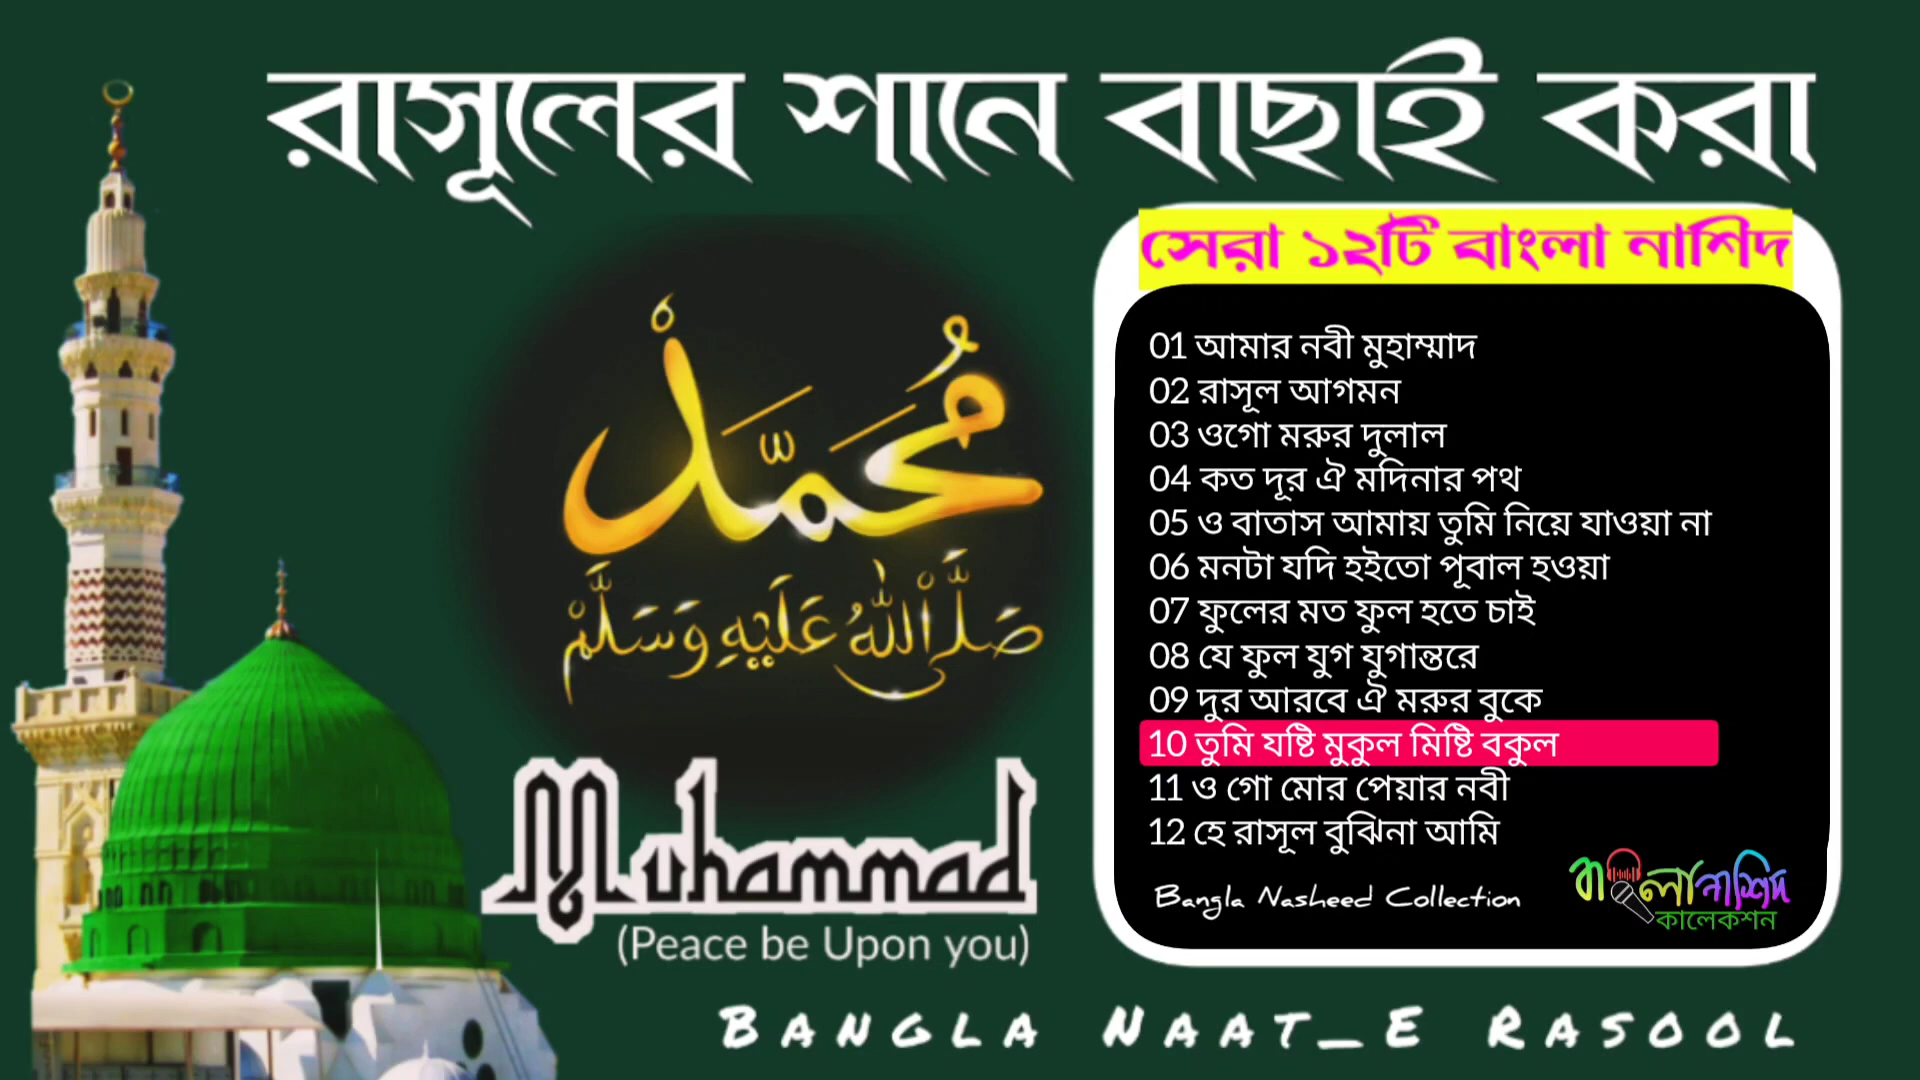 রাসূলের শানে বাছাই করা
সেরা ১২টি বাংলা নাশিদ
مُحَمَّد
صَلَّى اللّٰهُ عَلَيْهِ وَسَلَّمْ
Muhammad
(Peace be Upon you)
01 আমার নবী মুহাম্মাদ
02 রাসূল আগমন
03 ওগো মরুর দুলাল
04 কত দূর ঐ মদিনার পথ
05 ও বাতাস আমায় তুমি নিয়ে যাওয়া না
06 মনটা যদি হইতো পূবাল হওয়া
07 ফুলের মত ফুল হতে চাই
08 যে ফুল যুগ যুগান্তরে
09 দুর আরবে ঐ মরুর বুকে
10 তুমি যষ্টি মুকুল মিষ্টি বকুল
11 ও গো মোর পেয়ার নবী
12 হে রাসূল বুঝিনা আমি
Bangla Nasheed Collection
বাংলা নাশিদ
কালেকশন
BANGLA NAAT_E RASOOL